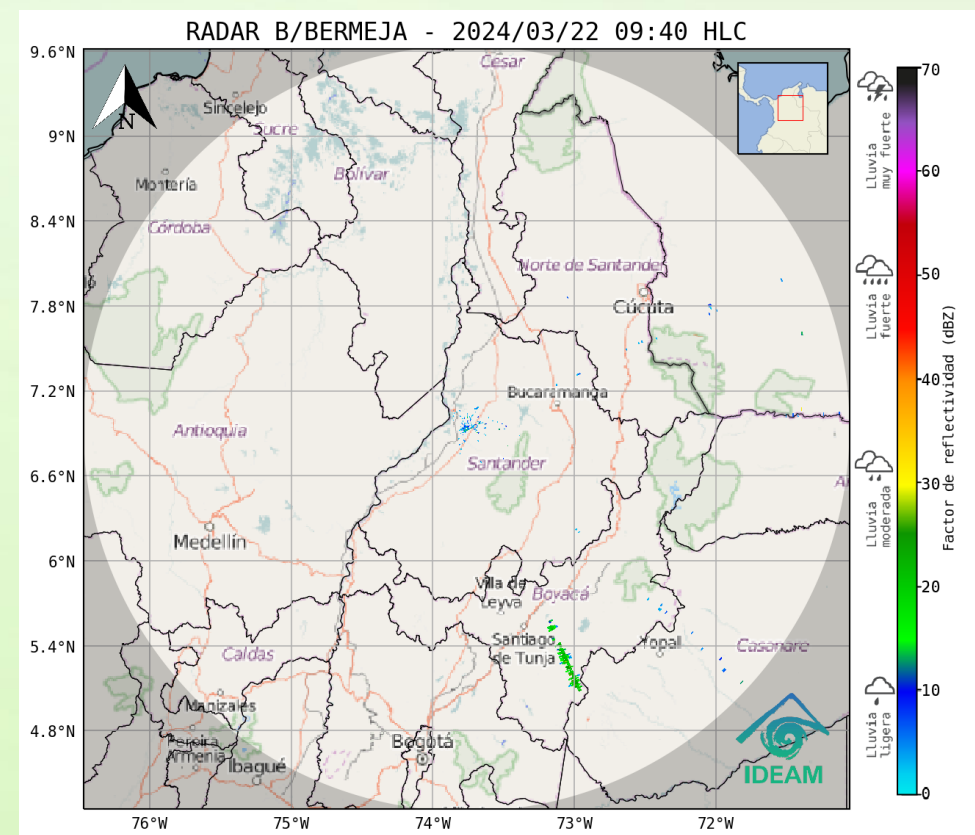 RADAR B/BERMEJA - 2024/03/22 09:40 HLC
9.6°N
9°N
8.4°N
7.8°N
7.2°N
6.6°N
6°N
5.4°N
4.8°N
76°W
75°W
74°W
73°W
72°W
N
Cesar
Sincelejo
Sucre
Bolívar
Montería
Córdoba
Norte de Santander
Cúcuta
Bucaramanga
Antioquia
Santander
Medellín
Villa de
Leyva
Boyacá
Santiago
de Tunja
Yopal
Casanare
Caldas
Manizales
Pereira
Armenia
Ibagué
Bogotá
IDEAM
Lluvia
muy fuerte
Lluvia
fuerte
Lluvia
moderada
Lluvia
ligera
70
60
50
40
30
20
10
0
Factor de reflectividad (dBZ)